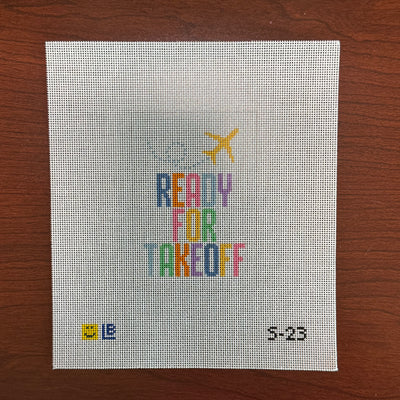 READY
FOR
TAKEOFF
LB S-23